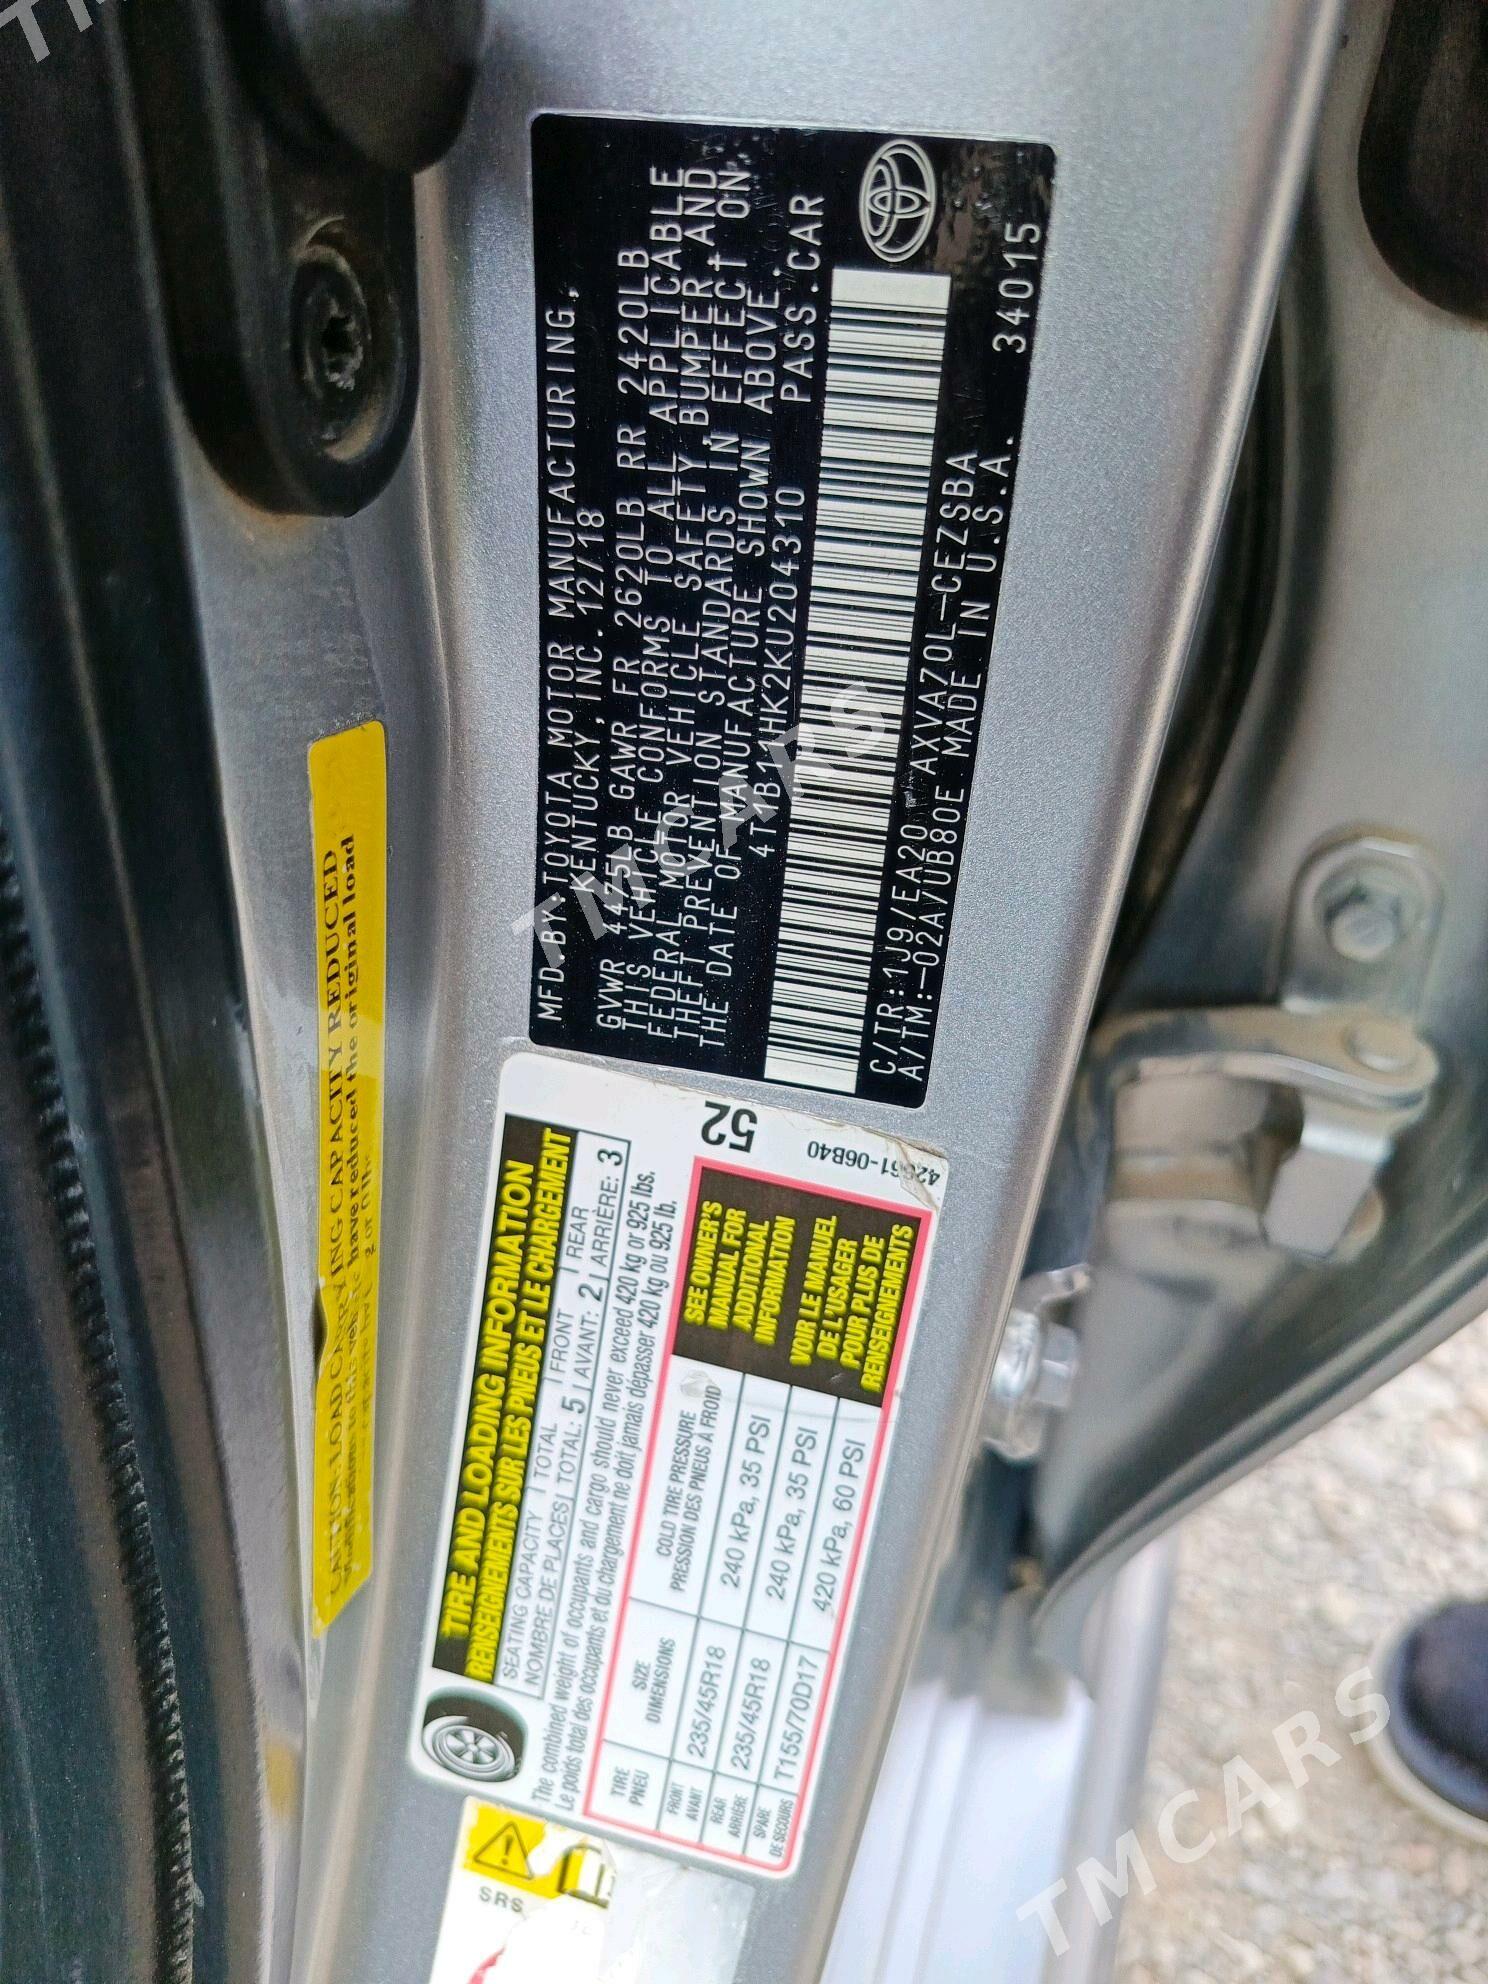 MFD.BY:TOYOTA MOTOR MANUFACTURING,
KENTUCKY,INC. 12/18
GVWR 4475LB GAWR FR 2620LB RR 2420LB
THIS VEHICLE CONFORMS TO ALL APPLICABLE
FEDERAL MOTOR VEHICLE SAFETY,BUMPER,AND
THEFT PREVENTION STANDARDS IN EFFECT ON
THE DATE OF MANUFACTURE SHOWN ABOVE.
4T1B11HK2KU204310 PASS.CAR
C/TR:1J9/EA20 AXVA70L-CEZSBA
A/TM:-02A/UB80E MADE IN U.S.A. 34015
TIRE AND LOADING INFORMATION
RENSEIGNEMENTS SUR LES PNEUS ET LE CHARGEMENT
SEATING CAPACITY TOTAL FRONT REAR
NOMBRE DE PLACES TOTAL: 5 AVANT: 2 ARRIÈRE: 3
The combined weight of occupants and cargo should never exceed 420 kg or 925 lbs.
Le poids total des occupants et du chargement ne doit jamais dépasser 420 kg ou 925 lb.
TIRE SIZE COLD TIRE PRESSURE
PNEU DIMENSIONS PRESSION DES PNEUS À FROID
FRONT
AVANT 235/45R18 240 kPa, 35 PSI
REAR
ARRIÈRE 235/45R18 240 kPa, 35 PSI
SPARE
DE SECOURS T155/70D17 420 kPa, 60 PSI
SEE OWNER'S
MANUAL FOR
ADDITIONAL
INFORMATION
VOIR LE MANUEL
DE L'USAGER
POUR PLUS DE
RENSEIGNEMENTS
52
CAUTION-LOAD CARRYING CAPACITY REDUCED
Modifications to this vehicle have reduced the original load
SRS
TMCARS
TMCARS